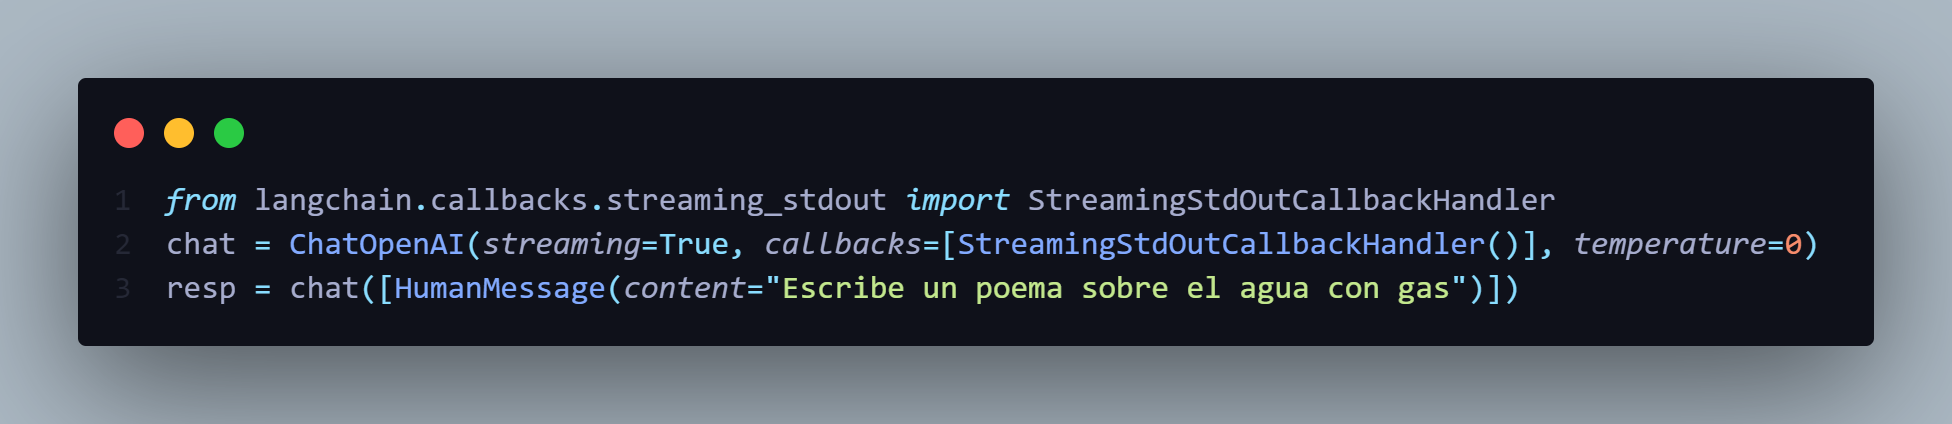 1 from langchain.callbacks.streaming_stdout import StreamingStdOutCallbackHandler
2 chat = ChatOpenAI(streaming=True, callbacks=[StreamingStdOutCallbackHandler()], temperature=0)
3 resp = chat([HumanMessage(content="Escribe un poema sobre el agua con gas")])